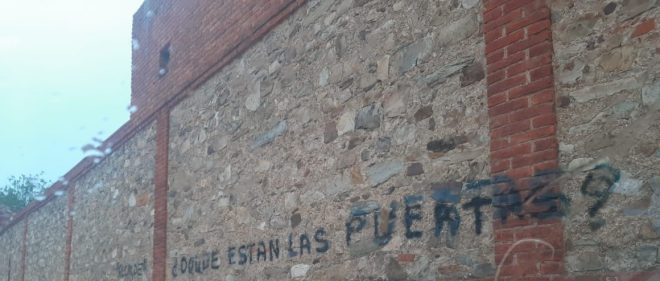 ¿DONDE ESTAN LAS PUERTAS?